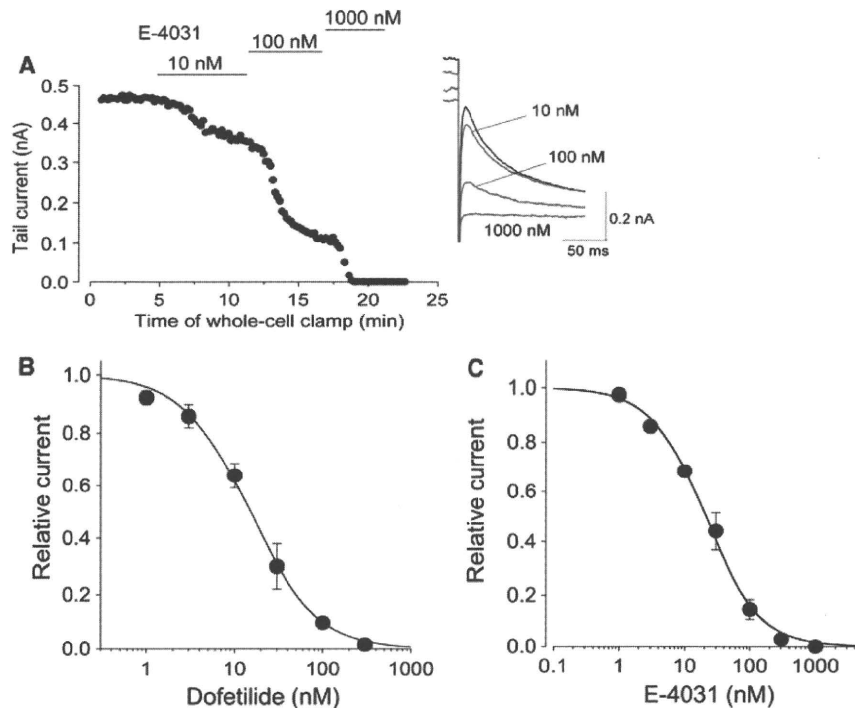 1000 nM
E-4031
100 nM
10 nM
A
0.5
0.4
0.3
0.2
0.1
0.0
Tail current (nA)
0 5 10 15 20 25
Time of whole-cell clamp (min)
10 nM
100 nM
1000 nM
0.2 nA
50 ms
B
1.0
0.8
0.6
0.4
0.2
0.0
Relative current
1 10 100 1000
Dofetilide (nM)
C
1.0
0.8
0.6
0.4
0.2
0.0
Relative current
0.1 1 10 100 1000
E-4031 (nM)